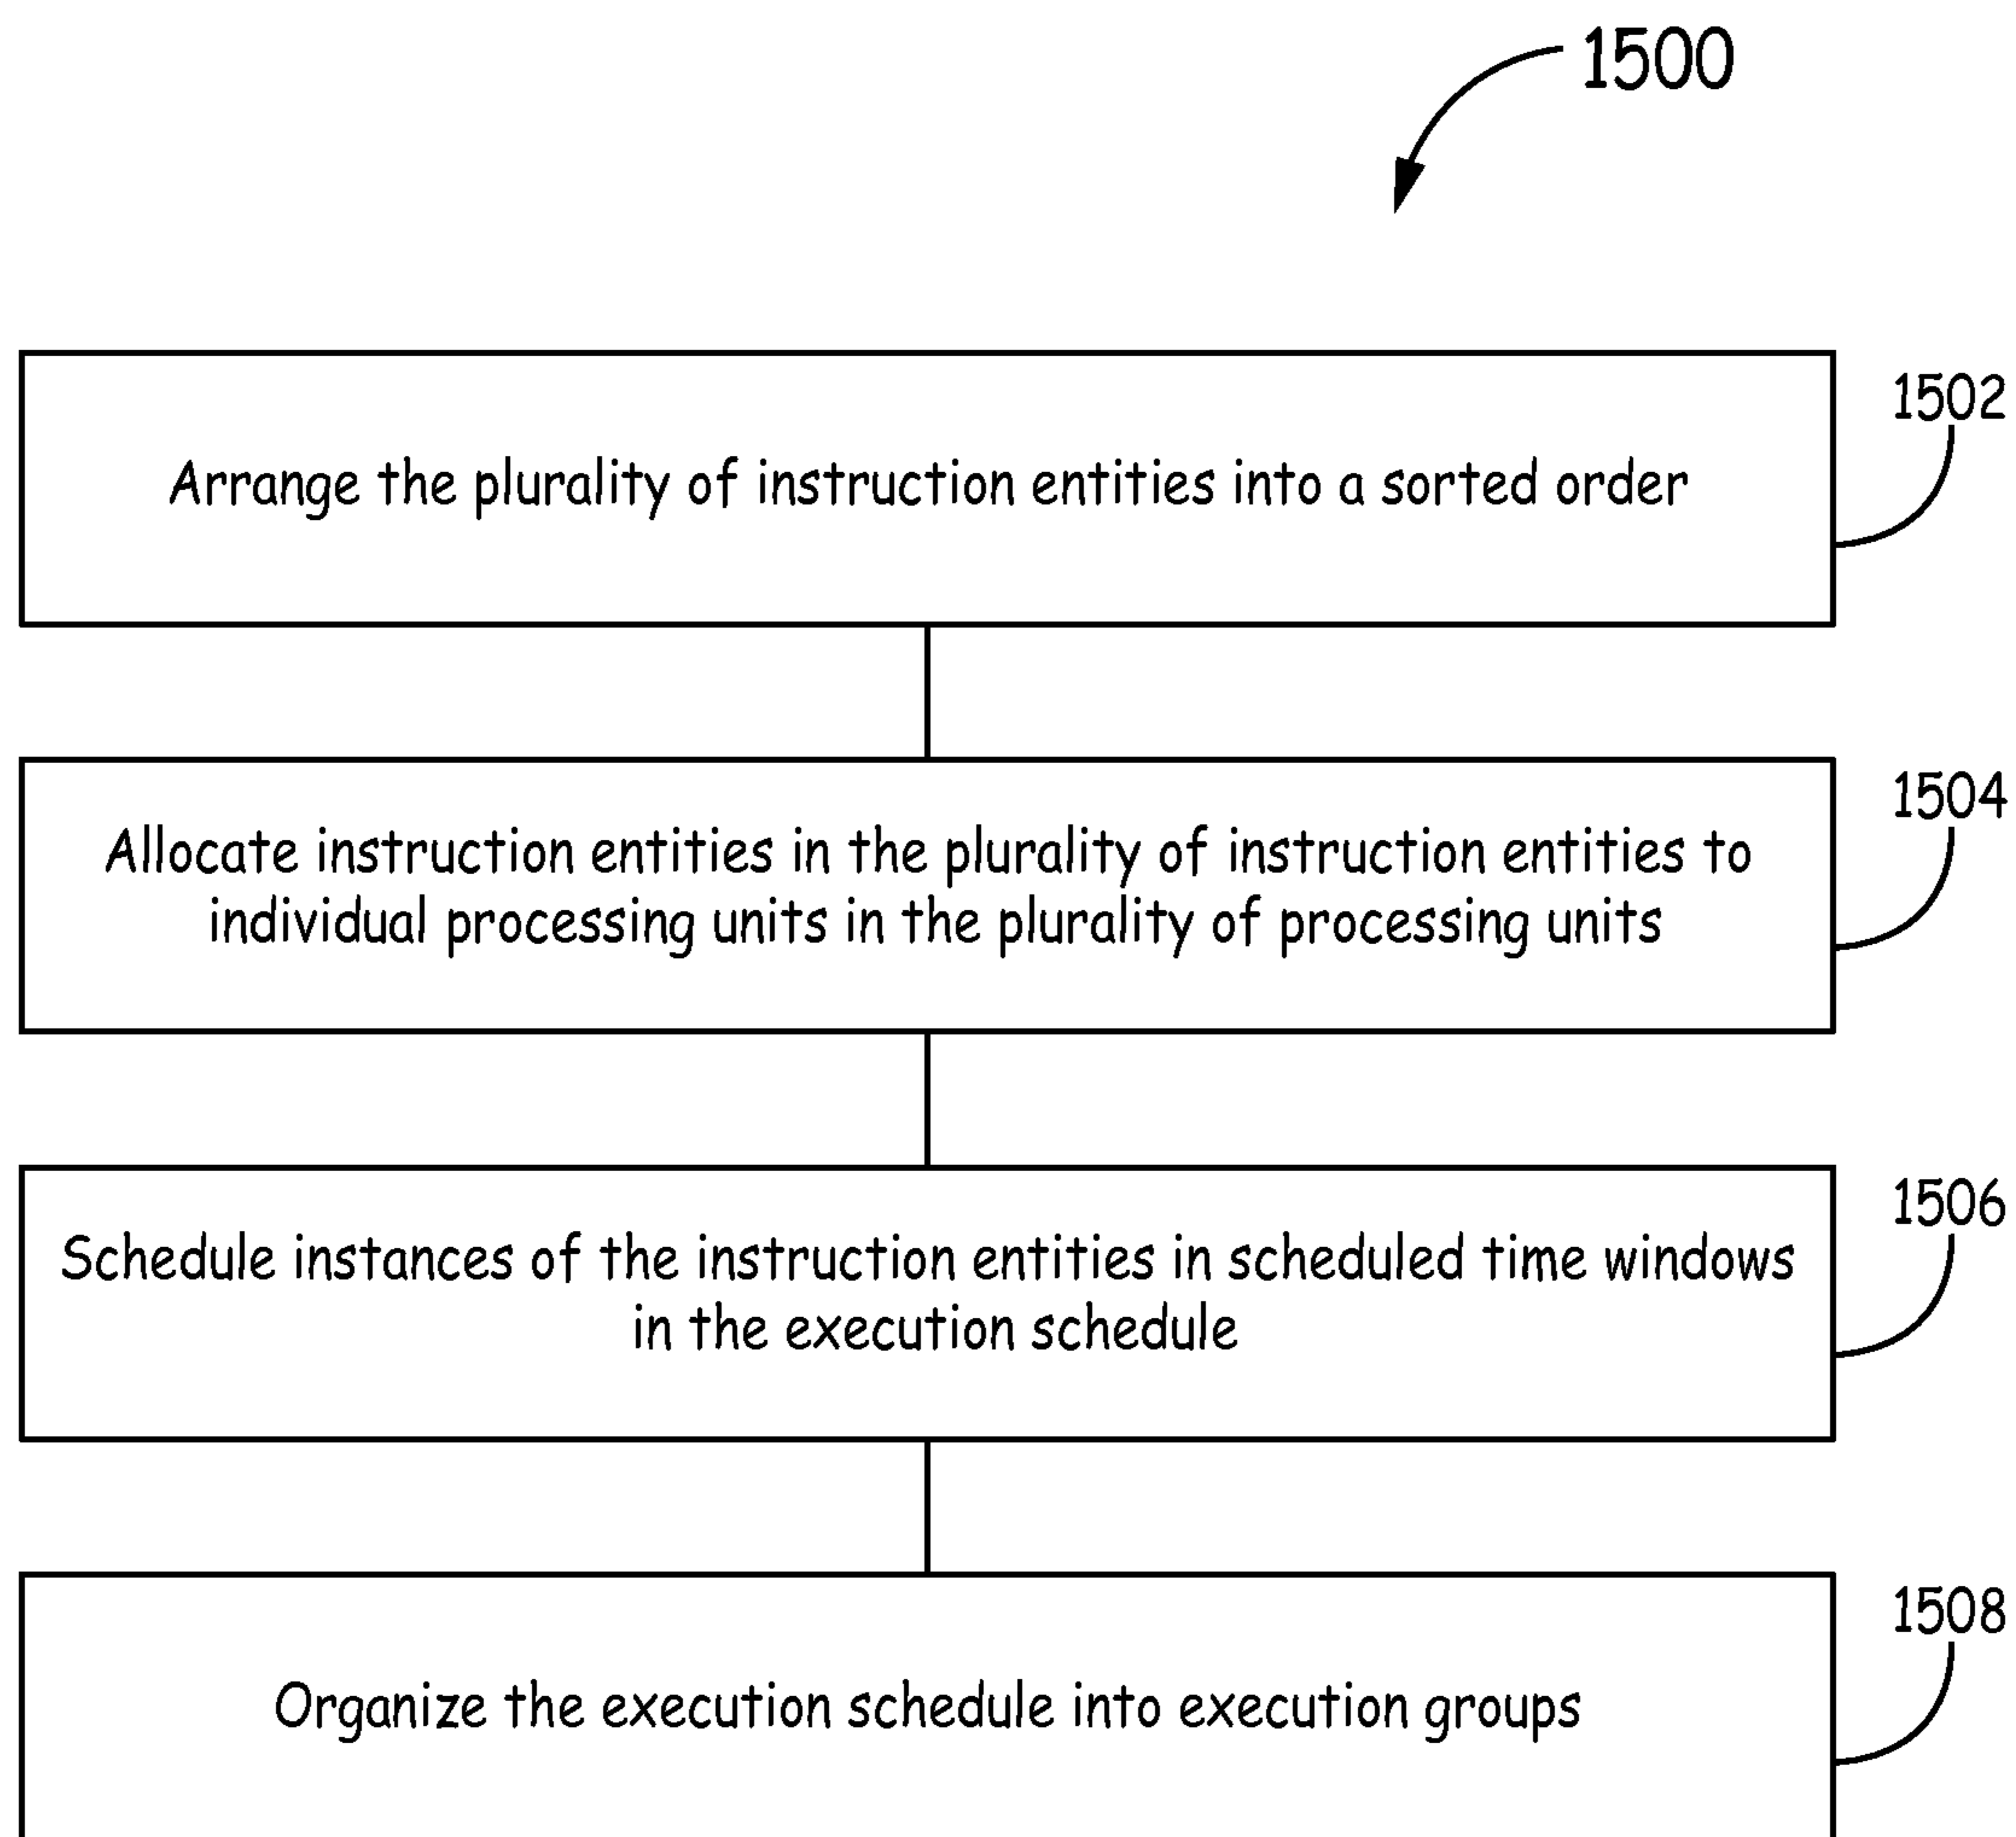 1500
1502
Arrange the plurality of instruction entities into a sorted order
1504
Allocate instruction entities in the plurality of instruction entities to
individual processing units in the plurality of processing units
1506
Schedule instances of the instruction entities in scheduled time windows
in the execution schedule
1508
Organize the execution schedule into execution groups